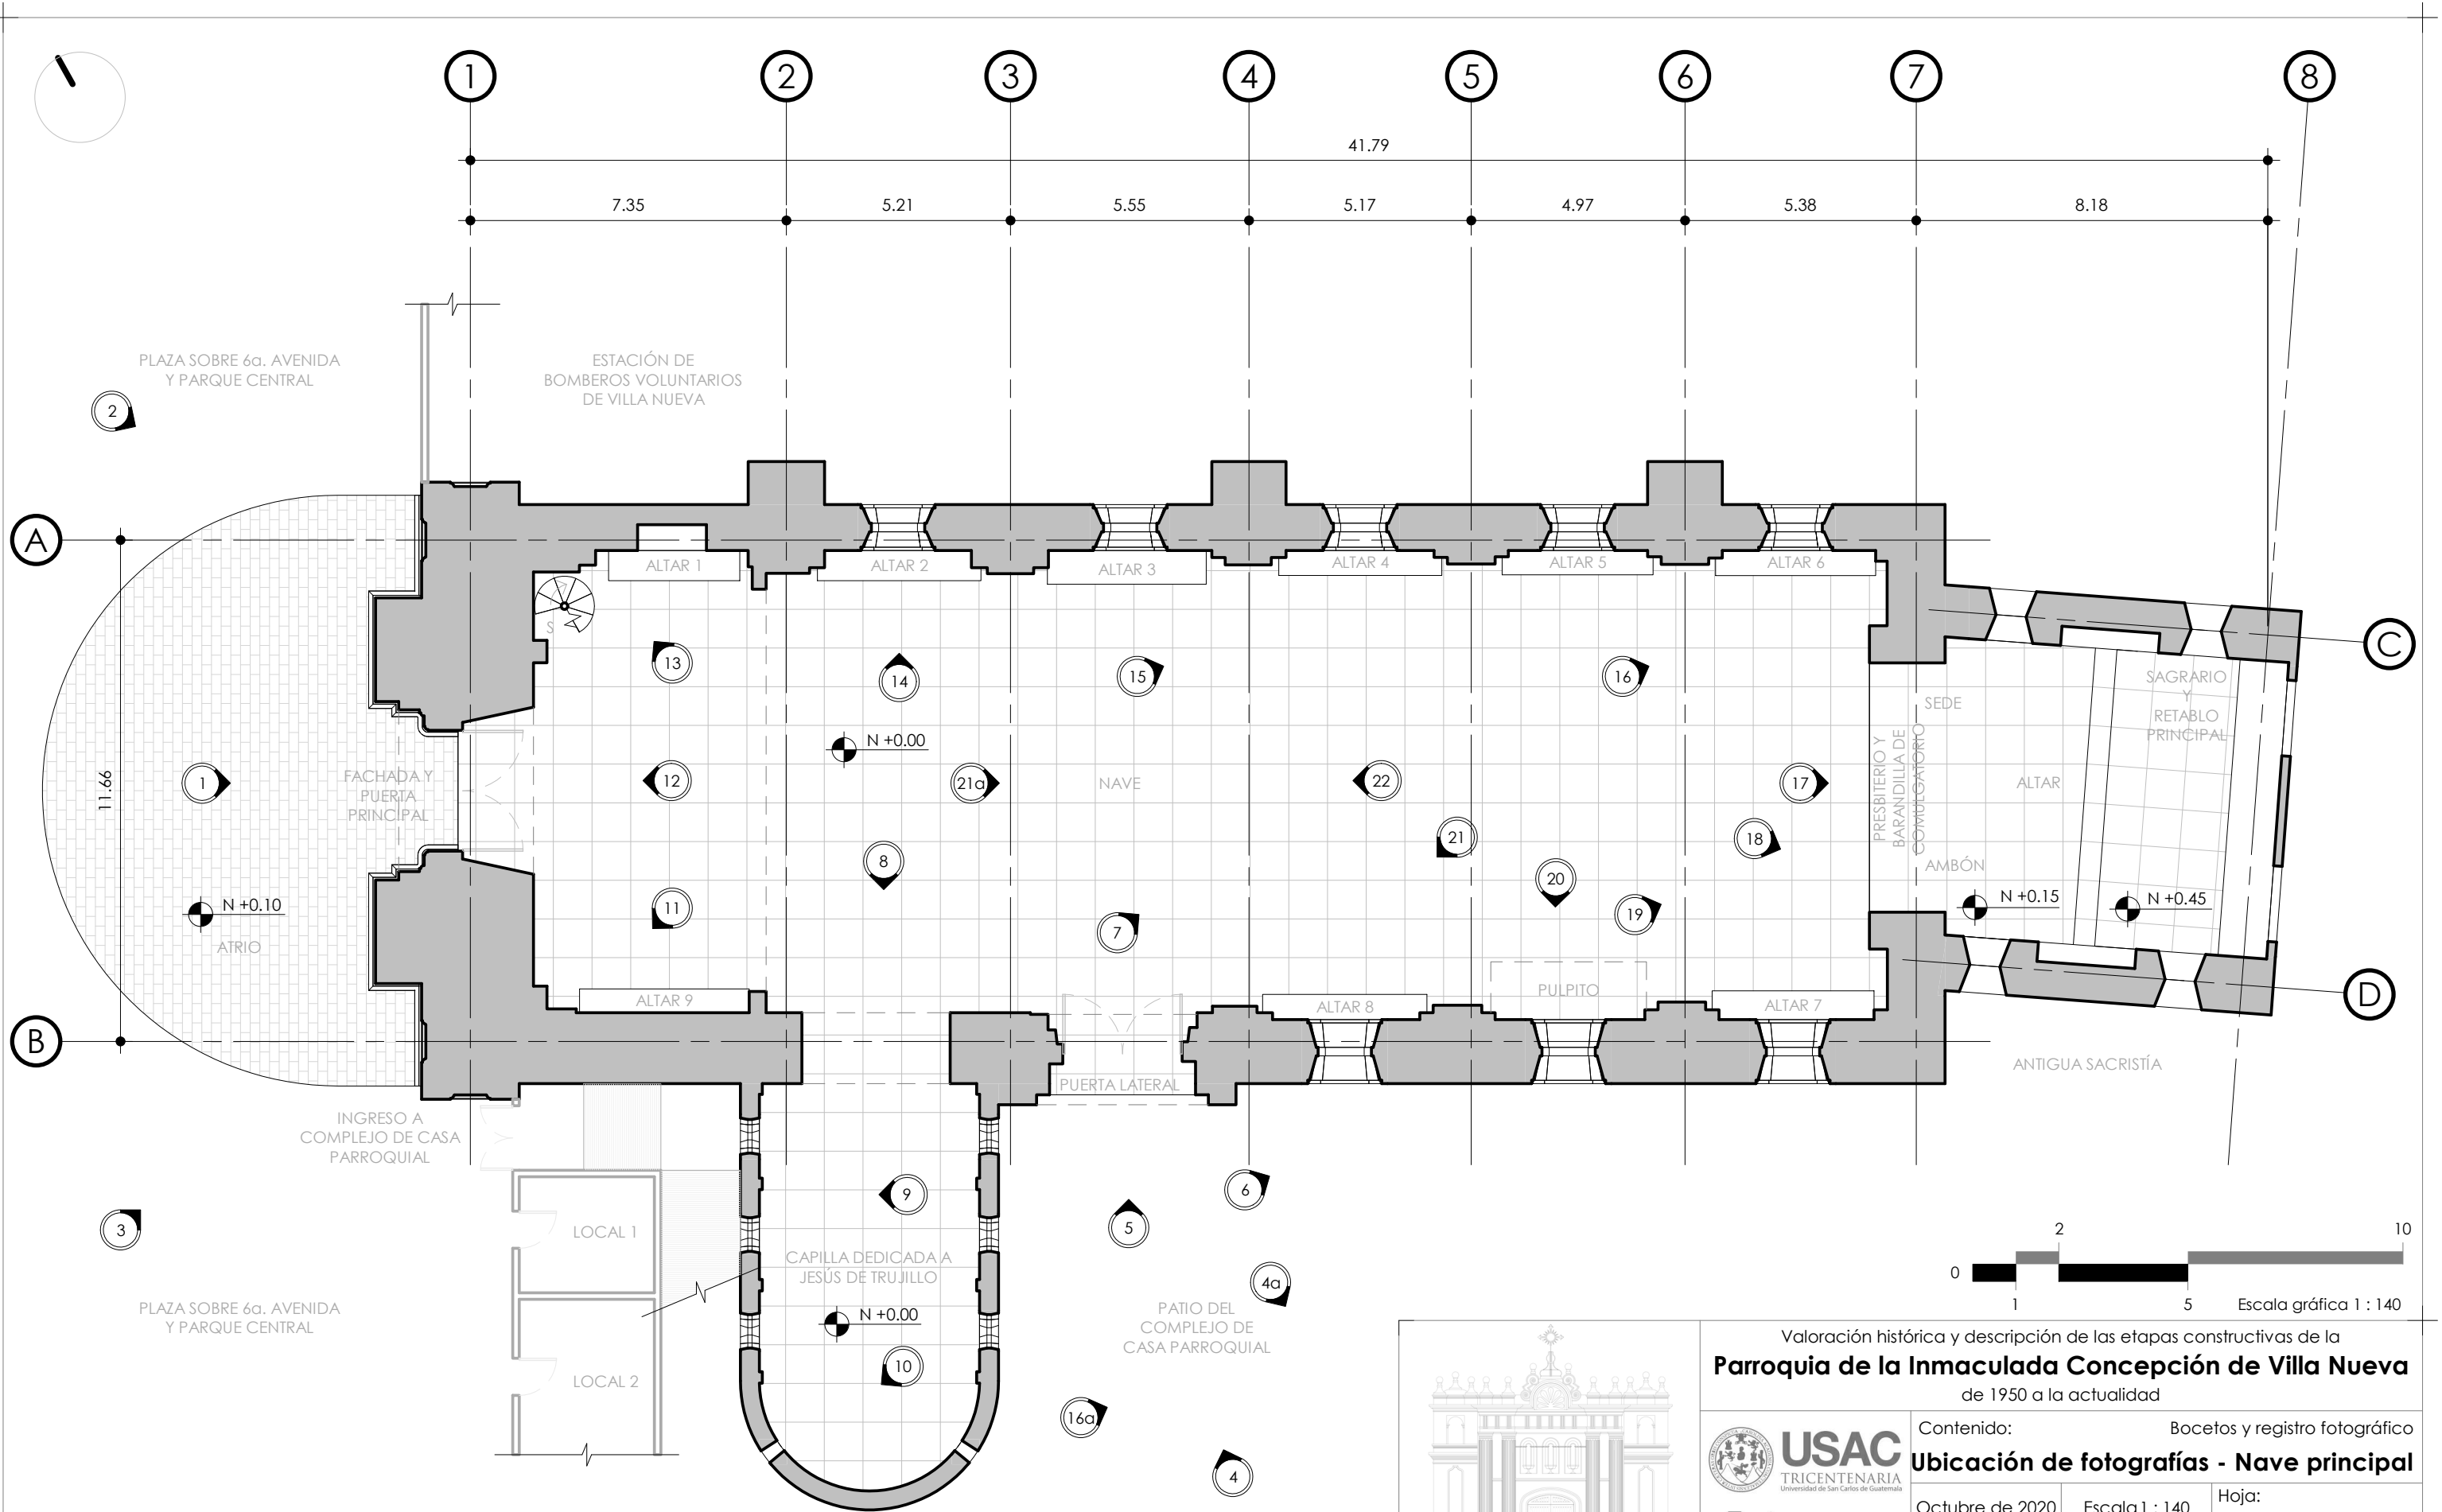 1
2
3
4
5
6
7
8
41.79
7.35
5.21
5.55
5.17
4.97
5.38
8.18
PLAZA SOBRE 6a. AVENIDA
Y PARQUE CENTRAL
ESTACIÓN DE
BOMBEROS VOLUNTARIOS
DE VILLA NUEVA
2
A
ALTAR 1
ALTAR 2
ALTAR 3
ALTAR 4
ALTAR 5
ALTAR 6
S
C
13
14
15
16
SAGRARIO
Y
RETABLO
PRINCIPAL
SEDE
N +0.00
PRESBITERIO Y
BARANDILLA DE
COMULGATORIO
11.66
1
FACHADA Y
PUERTA
PRINCIPAL
12
21a
NAVE
22
17
ALTAR
21
18
8
20
AMBÓN
N +0.10
11
7
19
N +0.15
N +0.45
ATRIO
ALTAR 9
PULPITO
ALTAR 8
ALTAR 7
D
B
ANTIGUA SACRISTÍA
PUERTA LATERAL
INGRESO A
COMPLEJO DE CASA
PARROQUIAL
9
6
3
LOCAL 1
5
CAPILLA DEDICADA A
JESÚS DE TRUJILLO
4a
PLAZA SOBRE 6a. AVENIDA
Y PARQUE CENTRAL
N +0.00
PATIO DEL
COMPLEJO DE
CASA PARROQUIAL
10
LOCAL 2
16a
4
2
10
0
1
5
Escala gráfica 1 : 140
Valoración histórica y descripción de las etapas constructivas de la
Parroquia de la Inmaculada Concepción de Villa Nueva
de 1950 a la actualidad
USAC
TRICENTENARIA
Universidad de San Carlos de Guatemala
Contenido:
Bocetos y registro fotográfico
Ubicación de fotografías - Nave principal
Octubre de 2020
Escala 1 : 140
Hoja: